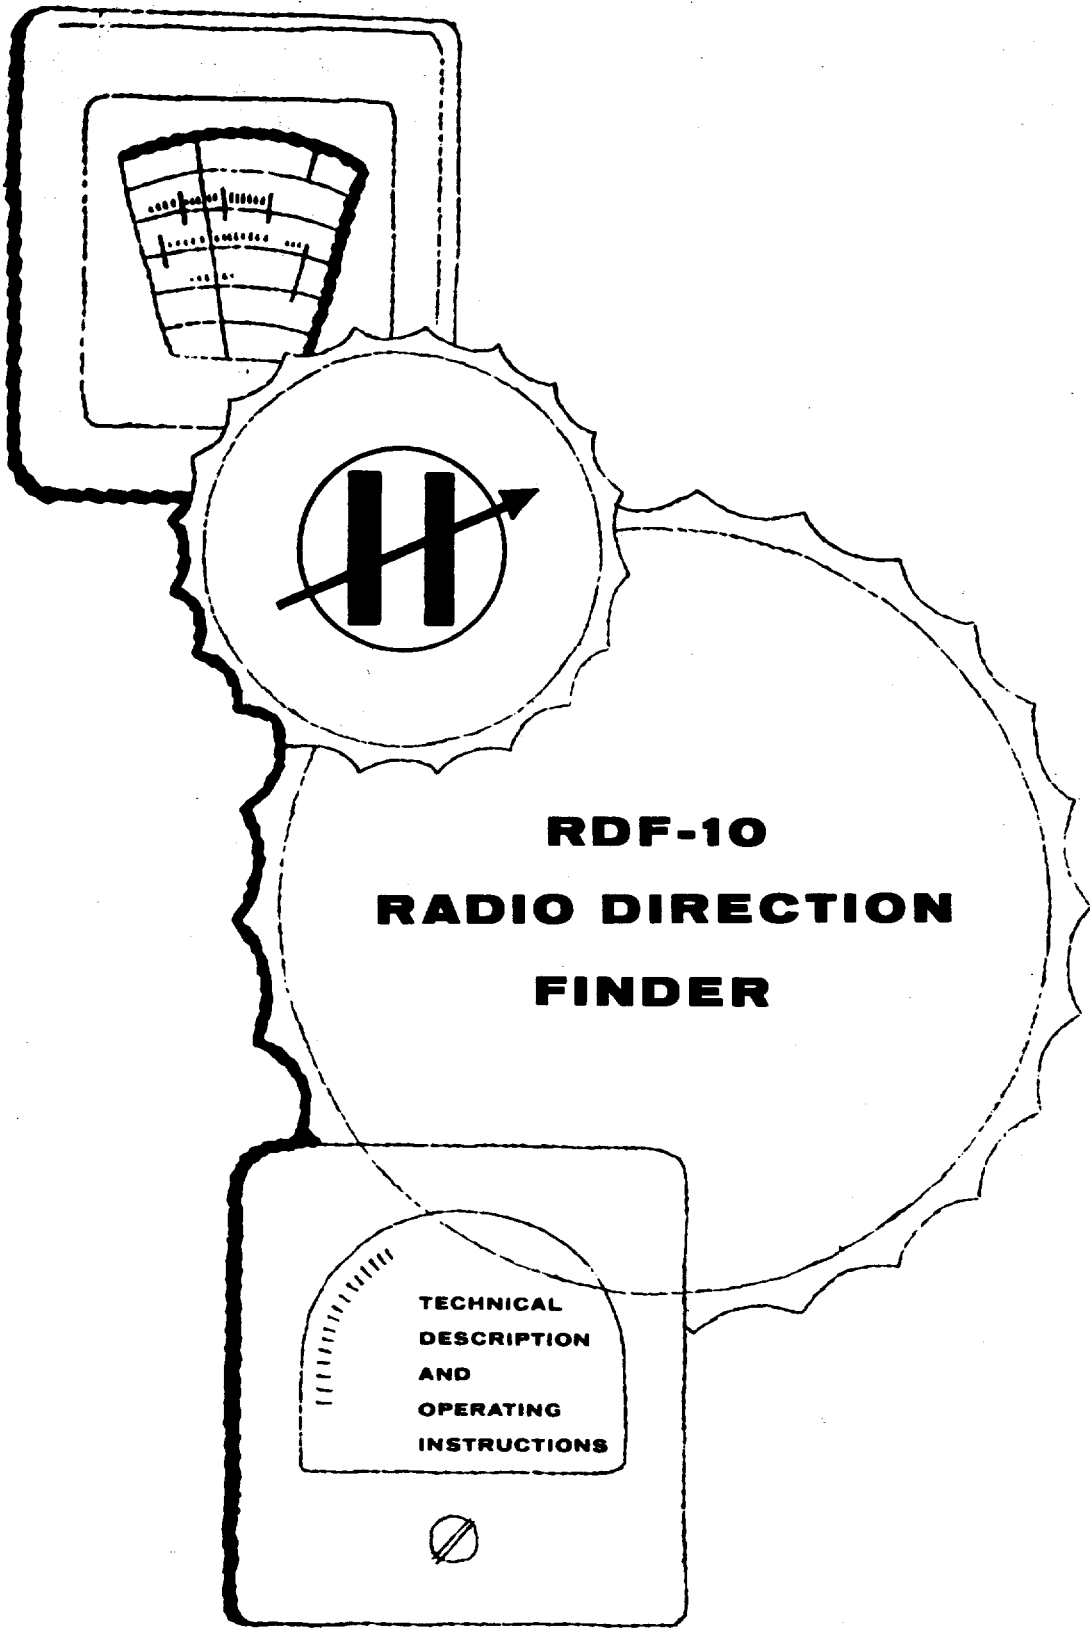 RDF-10
RADIO DIRECTION
FINDER
TECHNICAL
DESCRIPTION
AND
OPERATING
INSTRUCTIONS